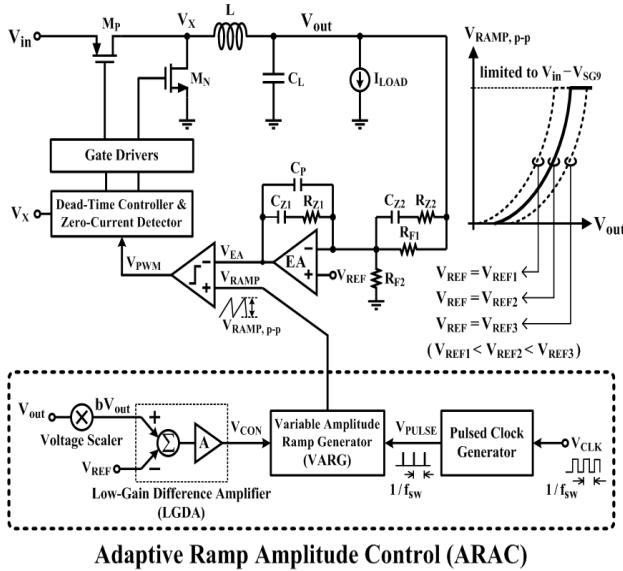 M_P
V_X
L
V_out
V_in
M_N
C_L
I_LOAD
Gate Drivers
V_X
Dead-Time Controller &
Zero-Current Detector
C_P
C_Z1
R_Z1
C_Z2
R_Z2
R_F1
R_F2
V_EA
EA
V_REF
V_PWM
V_RAMP
V_RAMP, p-p
V_RAMP, p-p
limited to V_in−V_SG9
V_out
V_REF = V_REF1
V_REF = V_REF2
V_REF = V_REF3
( V_REF1 < V_REF2 < V_REF3 )
V_out
bV_out
Voltage Scaler
V_REF
+
−
Σ
A
V_CON
Low-Gain Difference Amplifier
(LGDA)
Variable Amplitude
Ramp Generator
(VARG)
V_PULSE
1/f_sw
Pulsed Clock
Generator
V_CLK
1/f_sw
Adaptive Ramp Amplitude Control (ARAC)